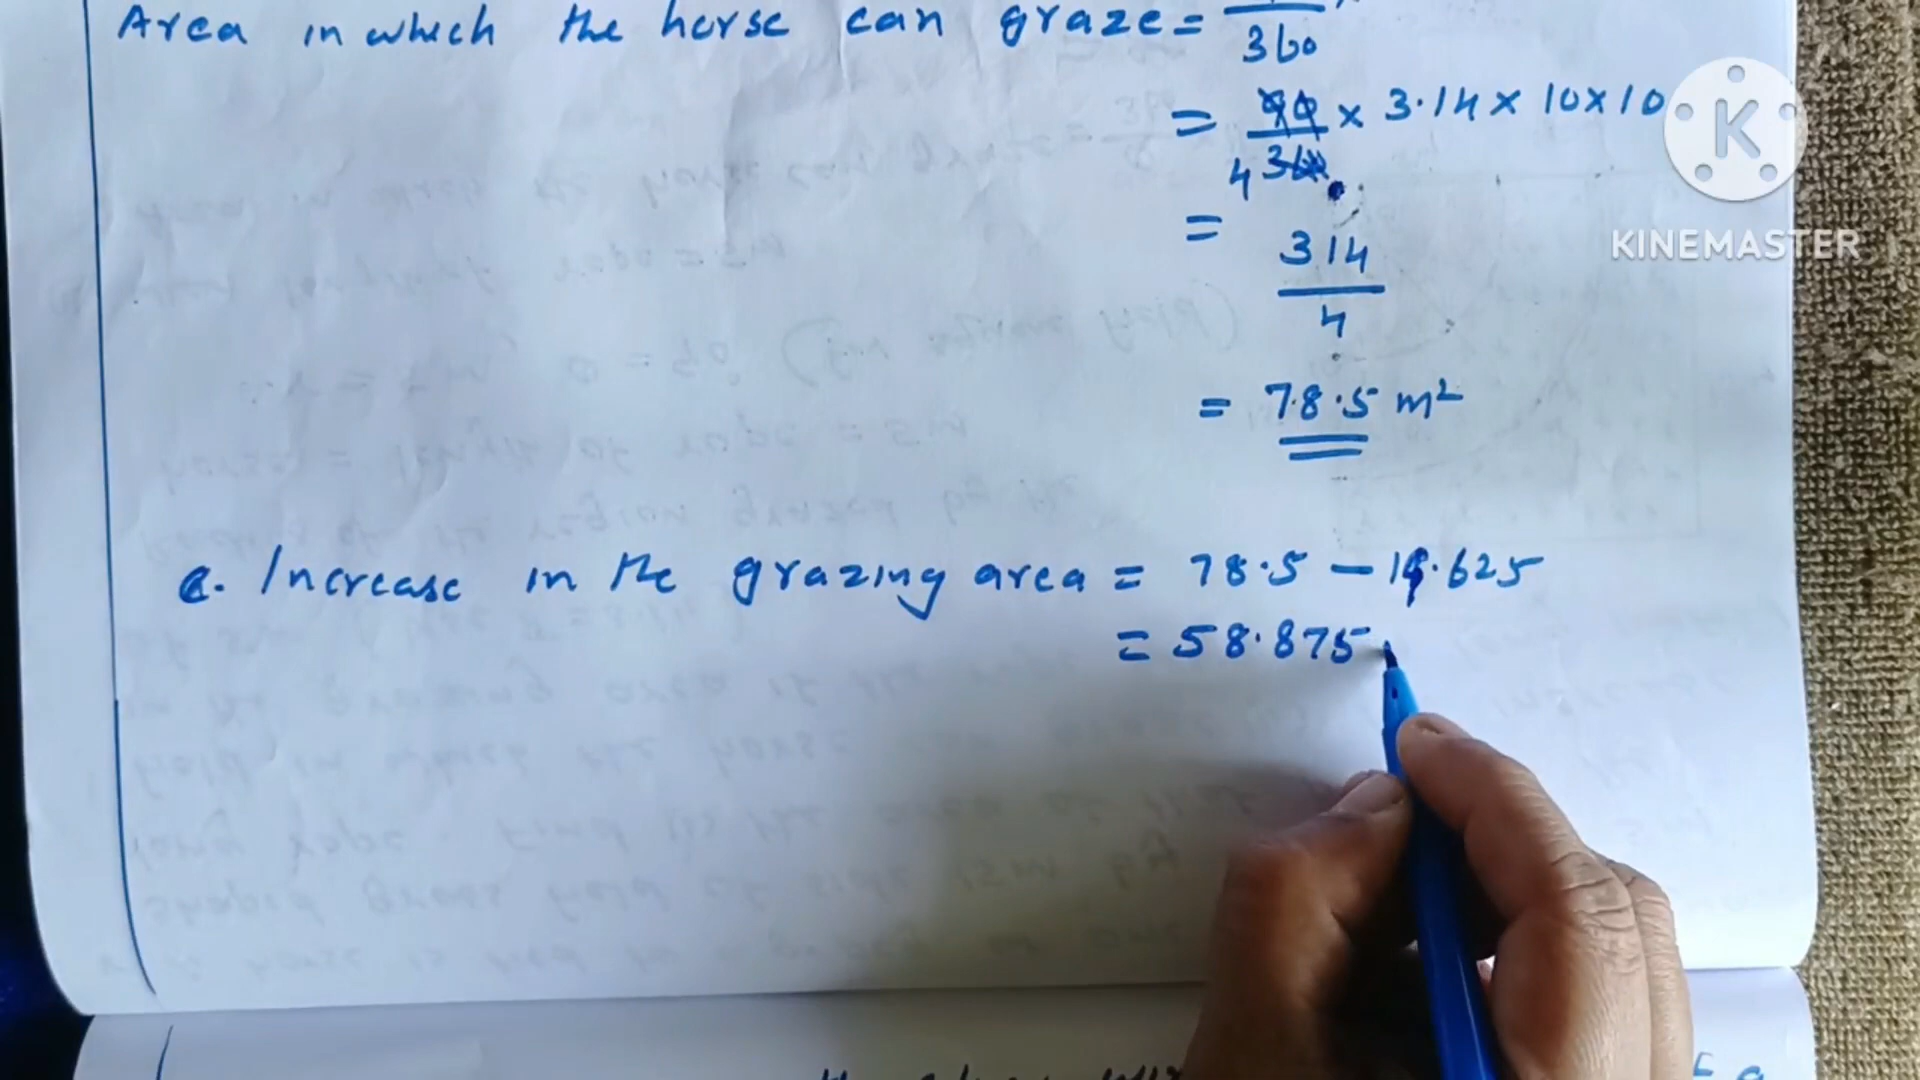 Area in which the horse can graze =
360
= 90 × 3.14 × 10×10
4 360
K
=
314
4
KINEMASTER
= 78.5 m²
c. Increase in the grazing area = 78.5 – 19.625
= 58.875